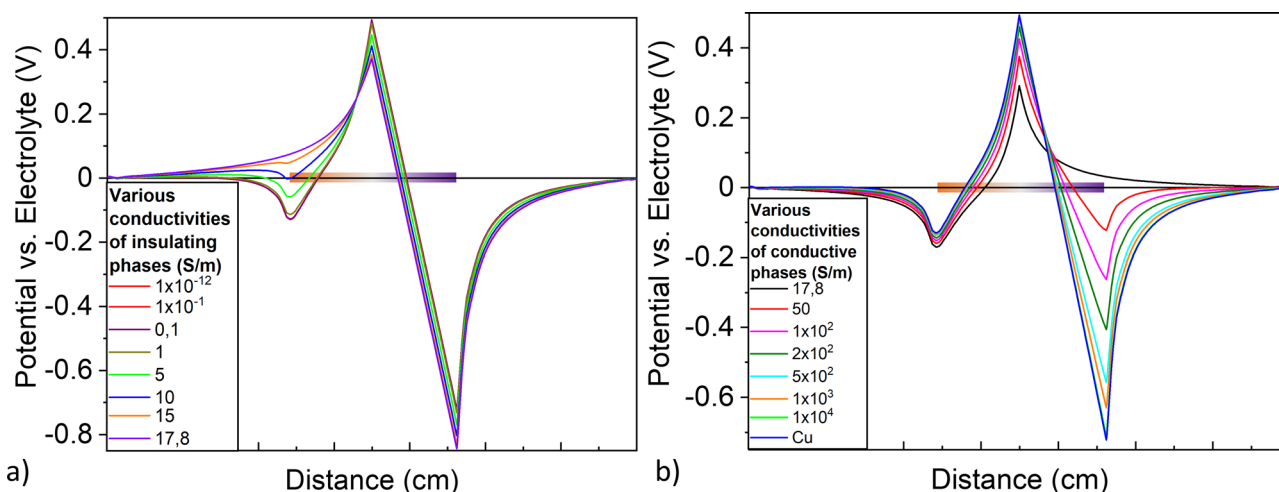 0.4
0.2
0
-0.2
-0.4
-0.6
-0.8
Potential vs. Electrolyte (V)
Various
conductivities
of insulating
phases (S/m)
1x10⁻¹²
1x10⁻¹
0,1
1
5
10
15
17,8
Distance (cm)
a)
0.4
0.2
0
-0.2
-0.4
-0.6
Potential vs. Electrolyte (V)
Various
conductivities
of conductive
phases (S/m)
17,8
50
1x10²
2x10²
5x10²
1x10³
1x10⁴
Cu
Distance (cm)
b)